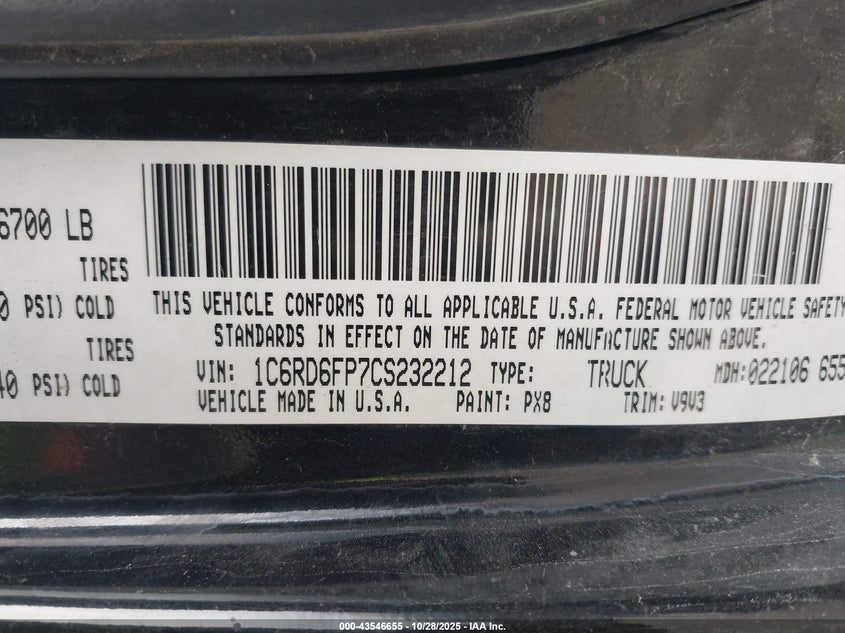 6700 LB
TIRES
0 PSI) COLD
TIRES
40 PSI) COLD
THIS VEHICLE CONFORMS TO ALL APPLICABLE U.S.A. FEDERAL MOTOR VEHICLE SAFETY
STANDARDS IN EFFECT ON THE DATE OF MANUFACTURE SHOWN ABOVE.
VIN: 1C6RD6FP7CS232212 TYPE: TRUCK MDH:022106 655
VEHICLE MADE IN U.S.A. PAINT: PX8 TRIM: V9V3
000-43546655 | 10/28/2025 | IAA Inc.